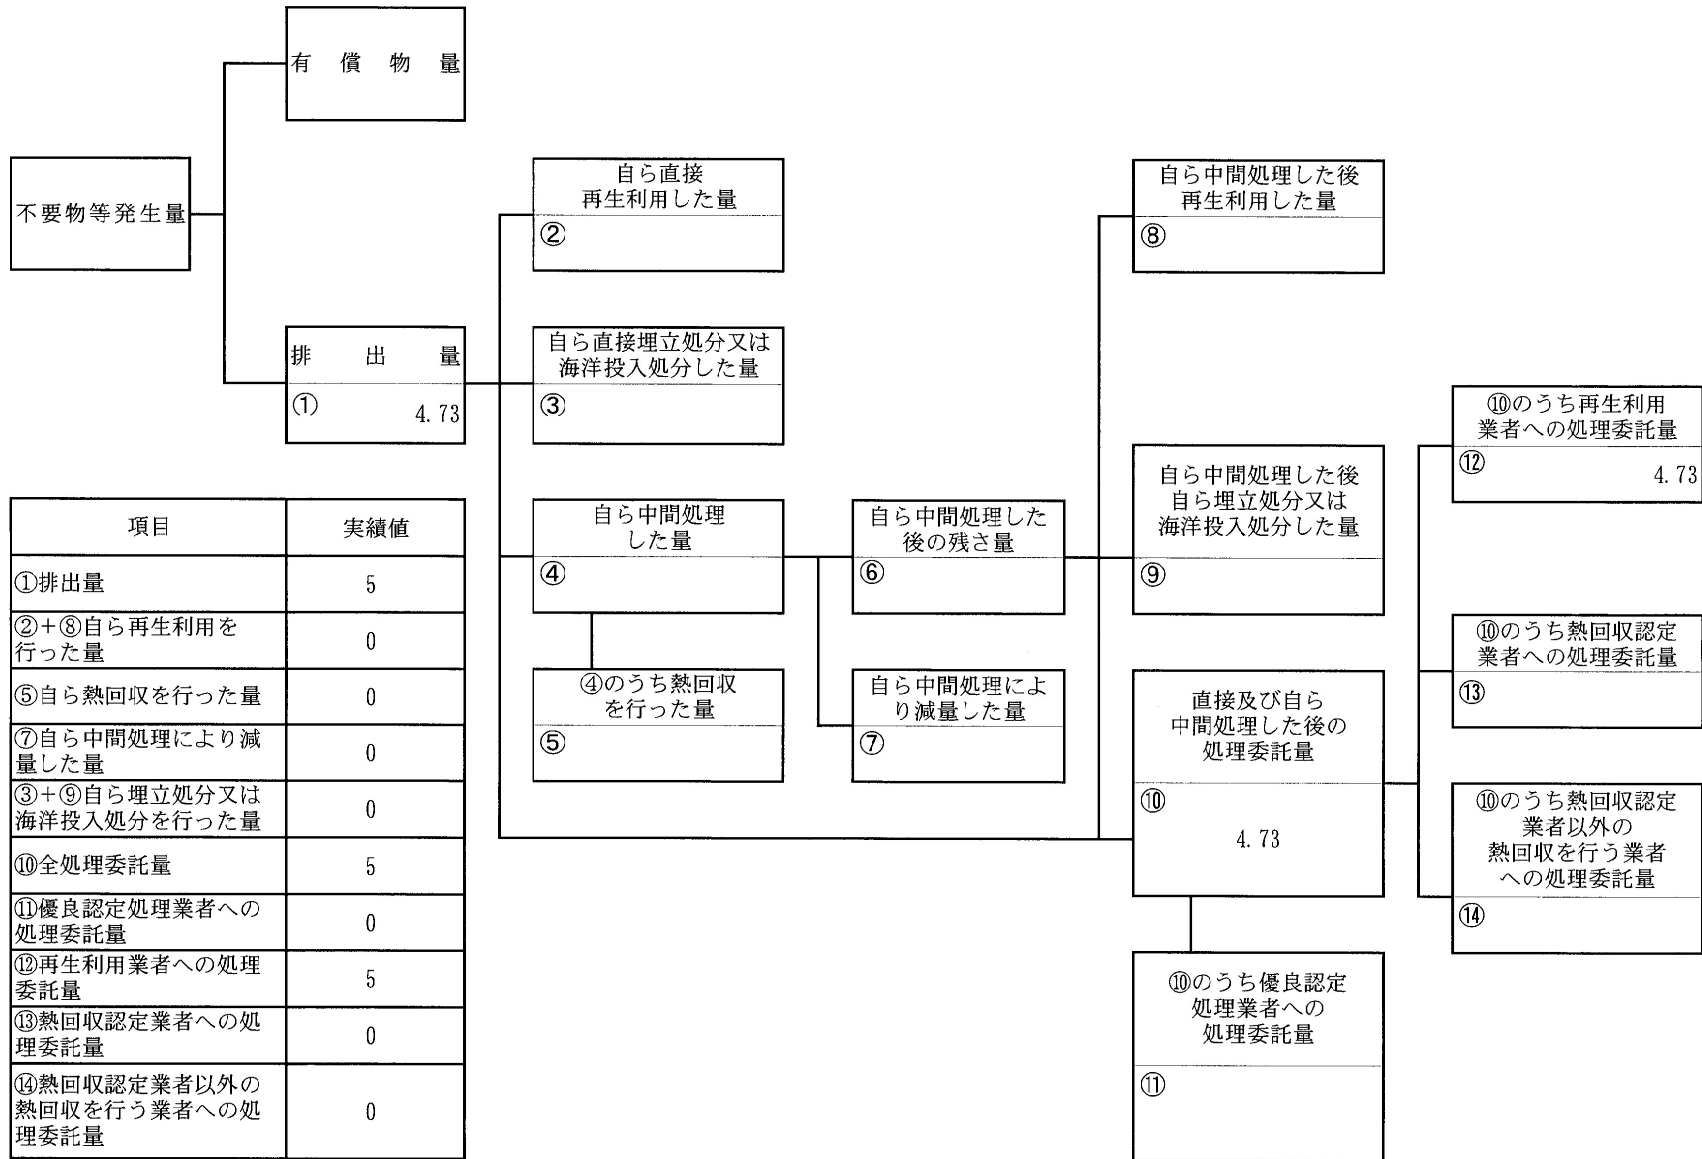 有償物量
不要物等発生量
排出量
① 4.73
自ら直接
再生利用した量
②
自ら直接埋立処分又は
海洋投入処分した量
③
自ら中間処理
した量
④
④のうち熱回収
を行った量
⑤
自ら中間処理した
後の残さ量
⑥
自ら中間処理によ
り減量した量
⑦
自ら中間処理した後
再生利用した量
⑧
自ら中間処理した後
自ら埋立処分又は
海洋投入処分した量
⑨
直接及び自ら
中間処理した後の
処理委託量
⑩
4.73
⑩のうち優良認定
処理業者への
処理委託量
⑪
⑩のうち再生利用
業者への処理委託量
⑫ 4.73
⑩のうち熱回収認定
業者への処理委託量
⑬
⑩のうち熱回収認定
業者以外の
熱回収を行う業者
への処理委託量
⑭
項目 実績値
①排出量 5
②+⑧自ら再生利用を
行った量 0
⑤自ら熱回収を行った量 0
⑦自ら中間処理により減
量した量 0
③+⑨自ら埋立処分又は
海洋投入処分を行った量 0
⑩全処理委託量 5
⑪優良認定処理業者への
処理委託量 0
⑫再生利用業者への処理
委託量 5
⑬熱回収認定業者への処
理委託量 0
⑭熱回収認定業者以外の
熱回収を行う業者への処
理委託量 0